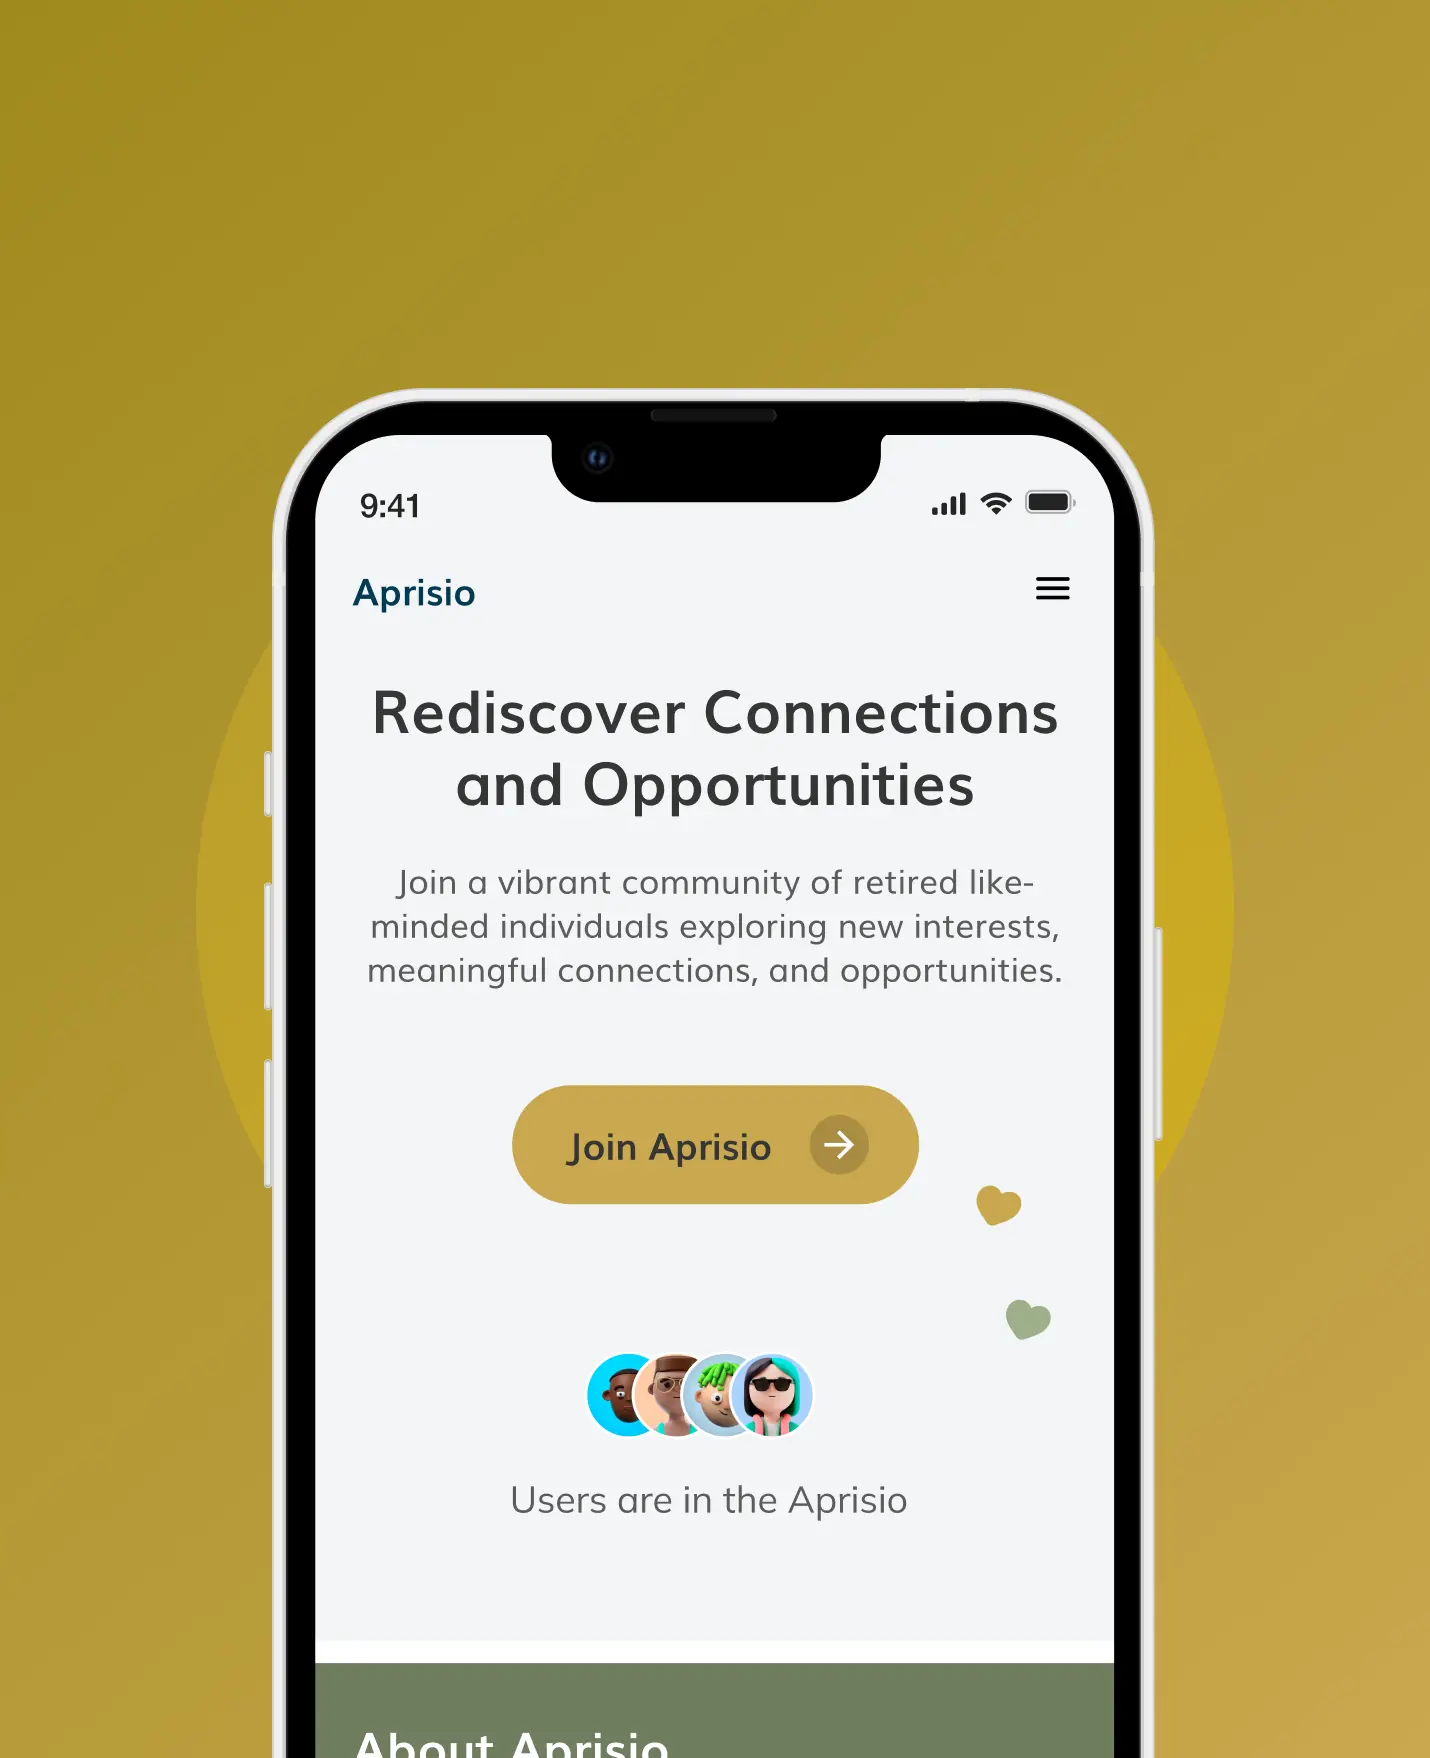 9:41
Aprisio
Rediscover Connections
and Opportunities
Join a vibrant community of retired like-
minded individuals exploring new interests,
meaningful connections, and opportunities.
Join Aprisio
Users are in the Aprisio
About Aprisio